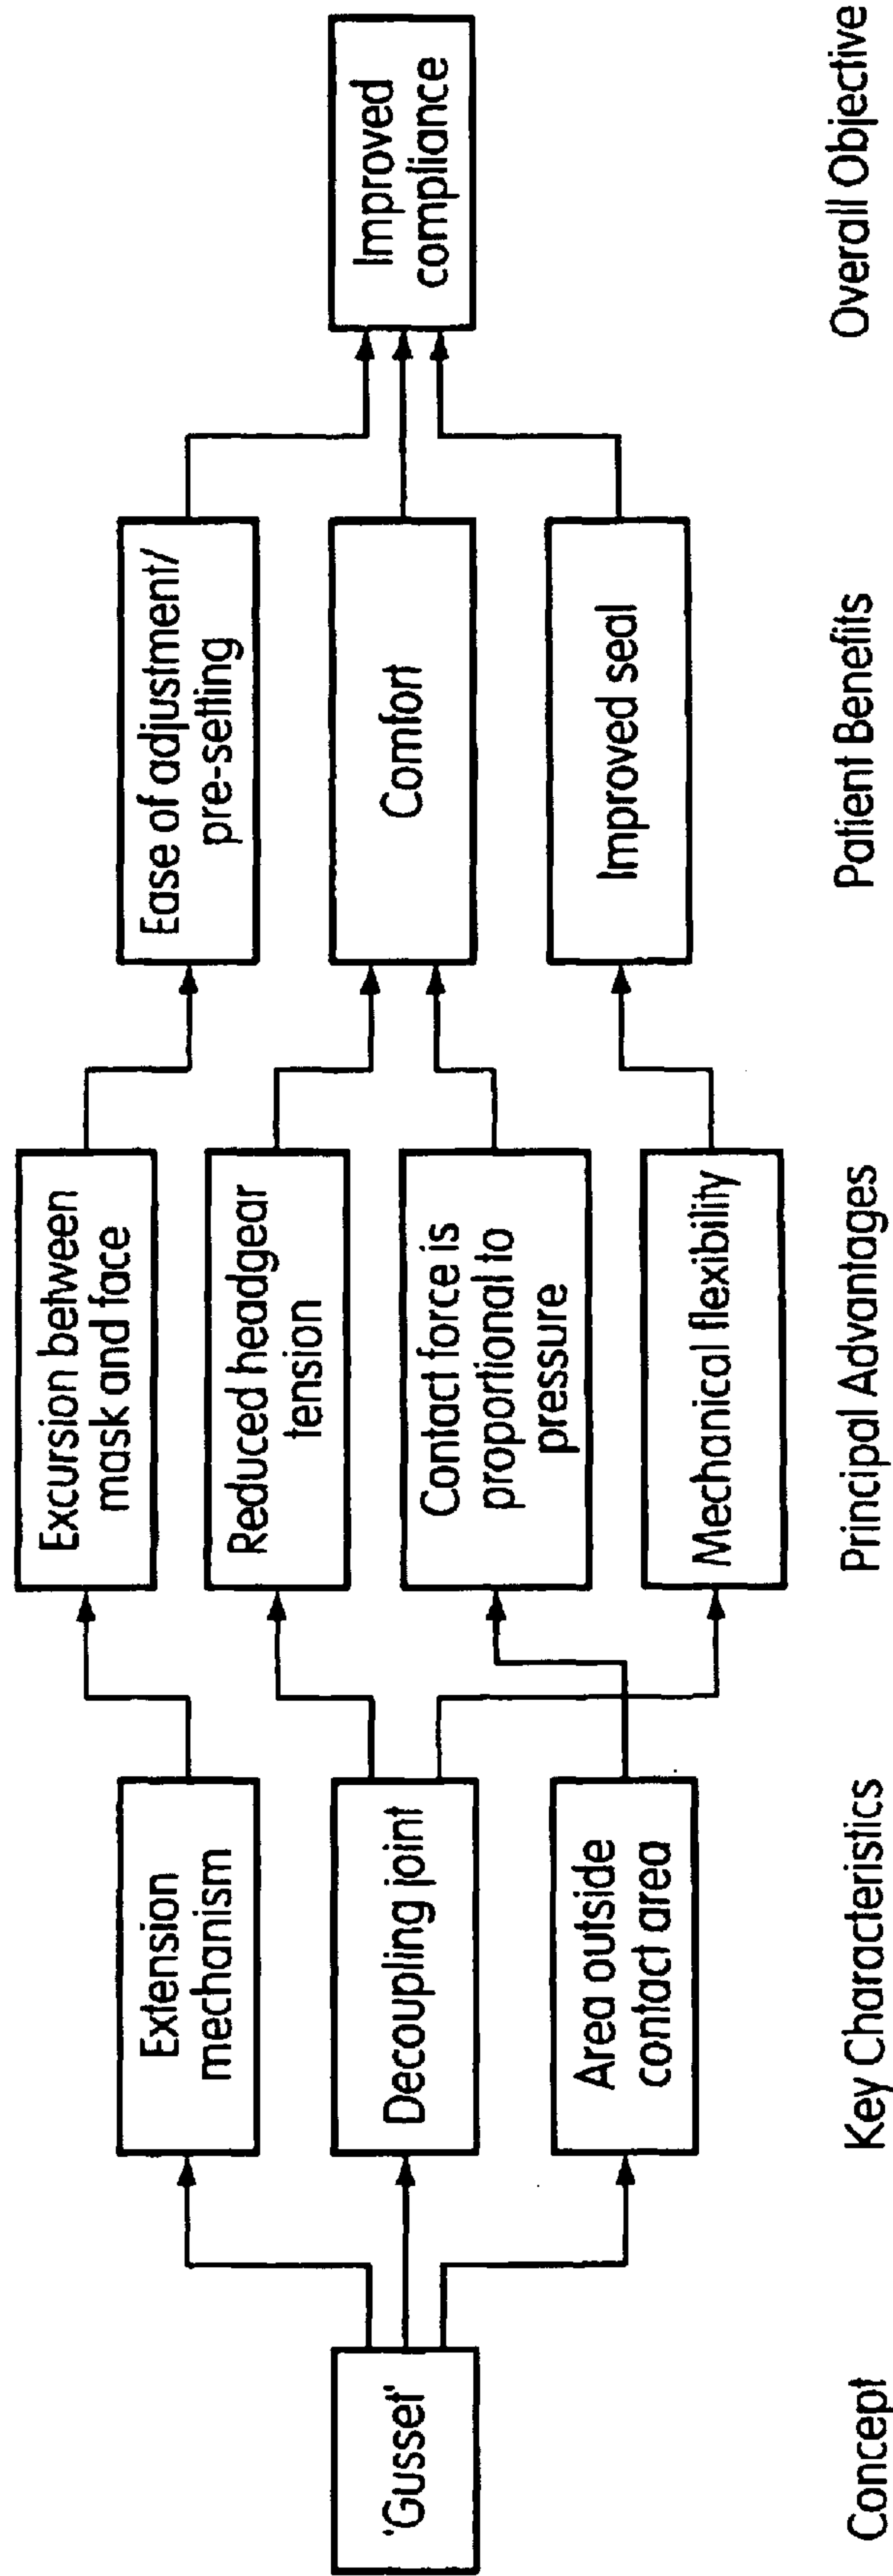 'Gusset'
Extension
mechanism
Decoupling joint
Area outside
contact area
Excursion between
mask and face
Reduced headgear
tension
Contact force is
proportional to
pressure
Mechanical flexibility
Ease of adjustment/
pre-setting
Comfort
Improved seal
Improved
compliance
Concept
Key Characteristics
Principal Advantages
Patient Benefits
Overall Objective